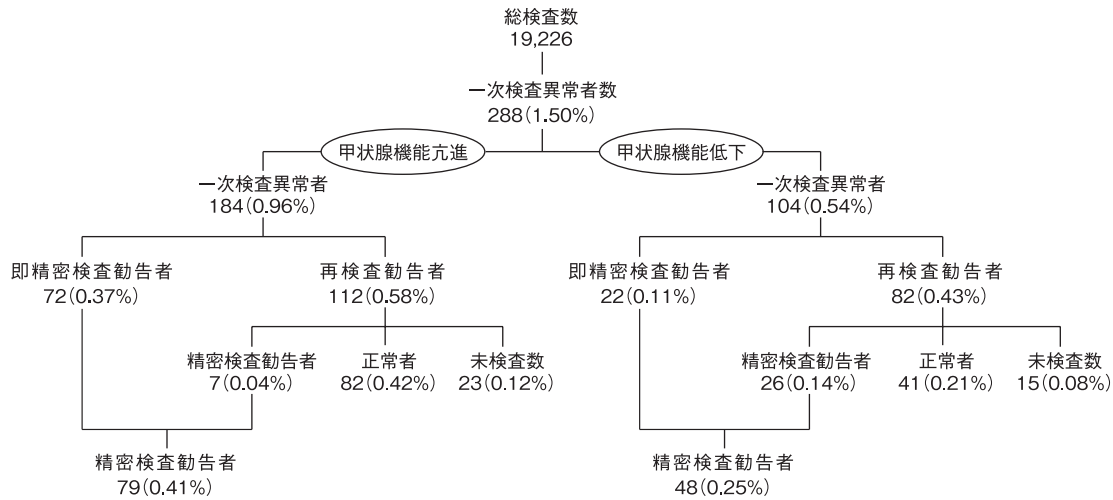 総検査数
19,226
一次検査異常者数
288(1.50%)
甲状腺機能亢進
甲状腺機能低下
一次検査異常者
184(0.96%)
一次検査異常者
104(0.54%)
即精密検査勧告者
72(0.37%)
再検査勧告者
112(0.58%)
即精密検査勧告者
22(0.11%)
再検査勧告者
82(0.43%)
精密検査勧告者
7(0.04%)
正常者
82(0.42%)
未検査数
23(0.12%)
精密検査勧告者
26(0.14%)
正常者
41(0.21%)
未検査数
15(0.08%)
精密検査勧告者
79(0.41%)
精密検査勧告者
48(0.25%)